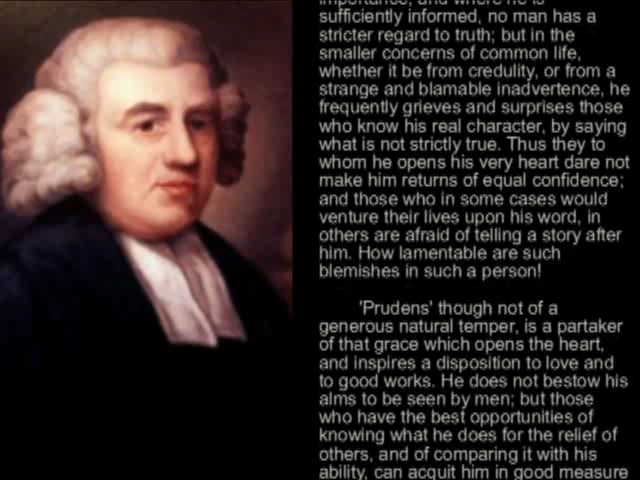 importance, and where he is
sufficiently informed, no man has a
stricter regard to truth; but in the
smaller concerns of common life,
whether it be from credulity, or from a
strange and blamable inadvertence, he
frequently grieves and surprises those
who know his real character, by saying
what is not strictly true. Thus they to
whom he opens his very heart dare not
make him returns of equal confidence;
and those who in some cases would
venture their lives upon his word, in
others are afraid of telling a story after
him. How lamentable are such
blemishes in such a person!
'Prudens' though not of a
generous natural temper, is a partaker
of that grace which opens the heart,
and inspires a disposition to love and
to good works. He does not bestow his
alms to be seen by men; but those
who have the best opportunities of
knowing what he does for the relief of
others, and of comparing it with his
ability, can acquit him in good measure